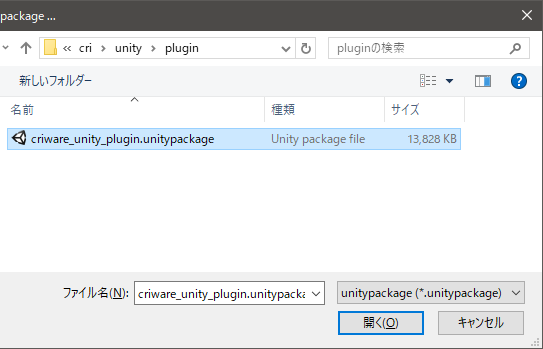 package ...
« cri › unity › plugin
pluginの検索
新しいフォルダー
名前 種類 サイズ
criware_unity_plugin.unitypackage Unity package file 13,828 KB
ファイル名(N): criware_unity_plugin.unitypacka unitypackage (*.unitypackage)
開く(O) キャンセル